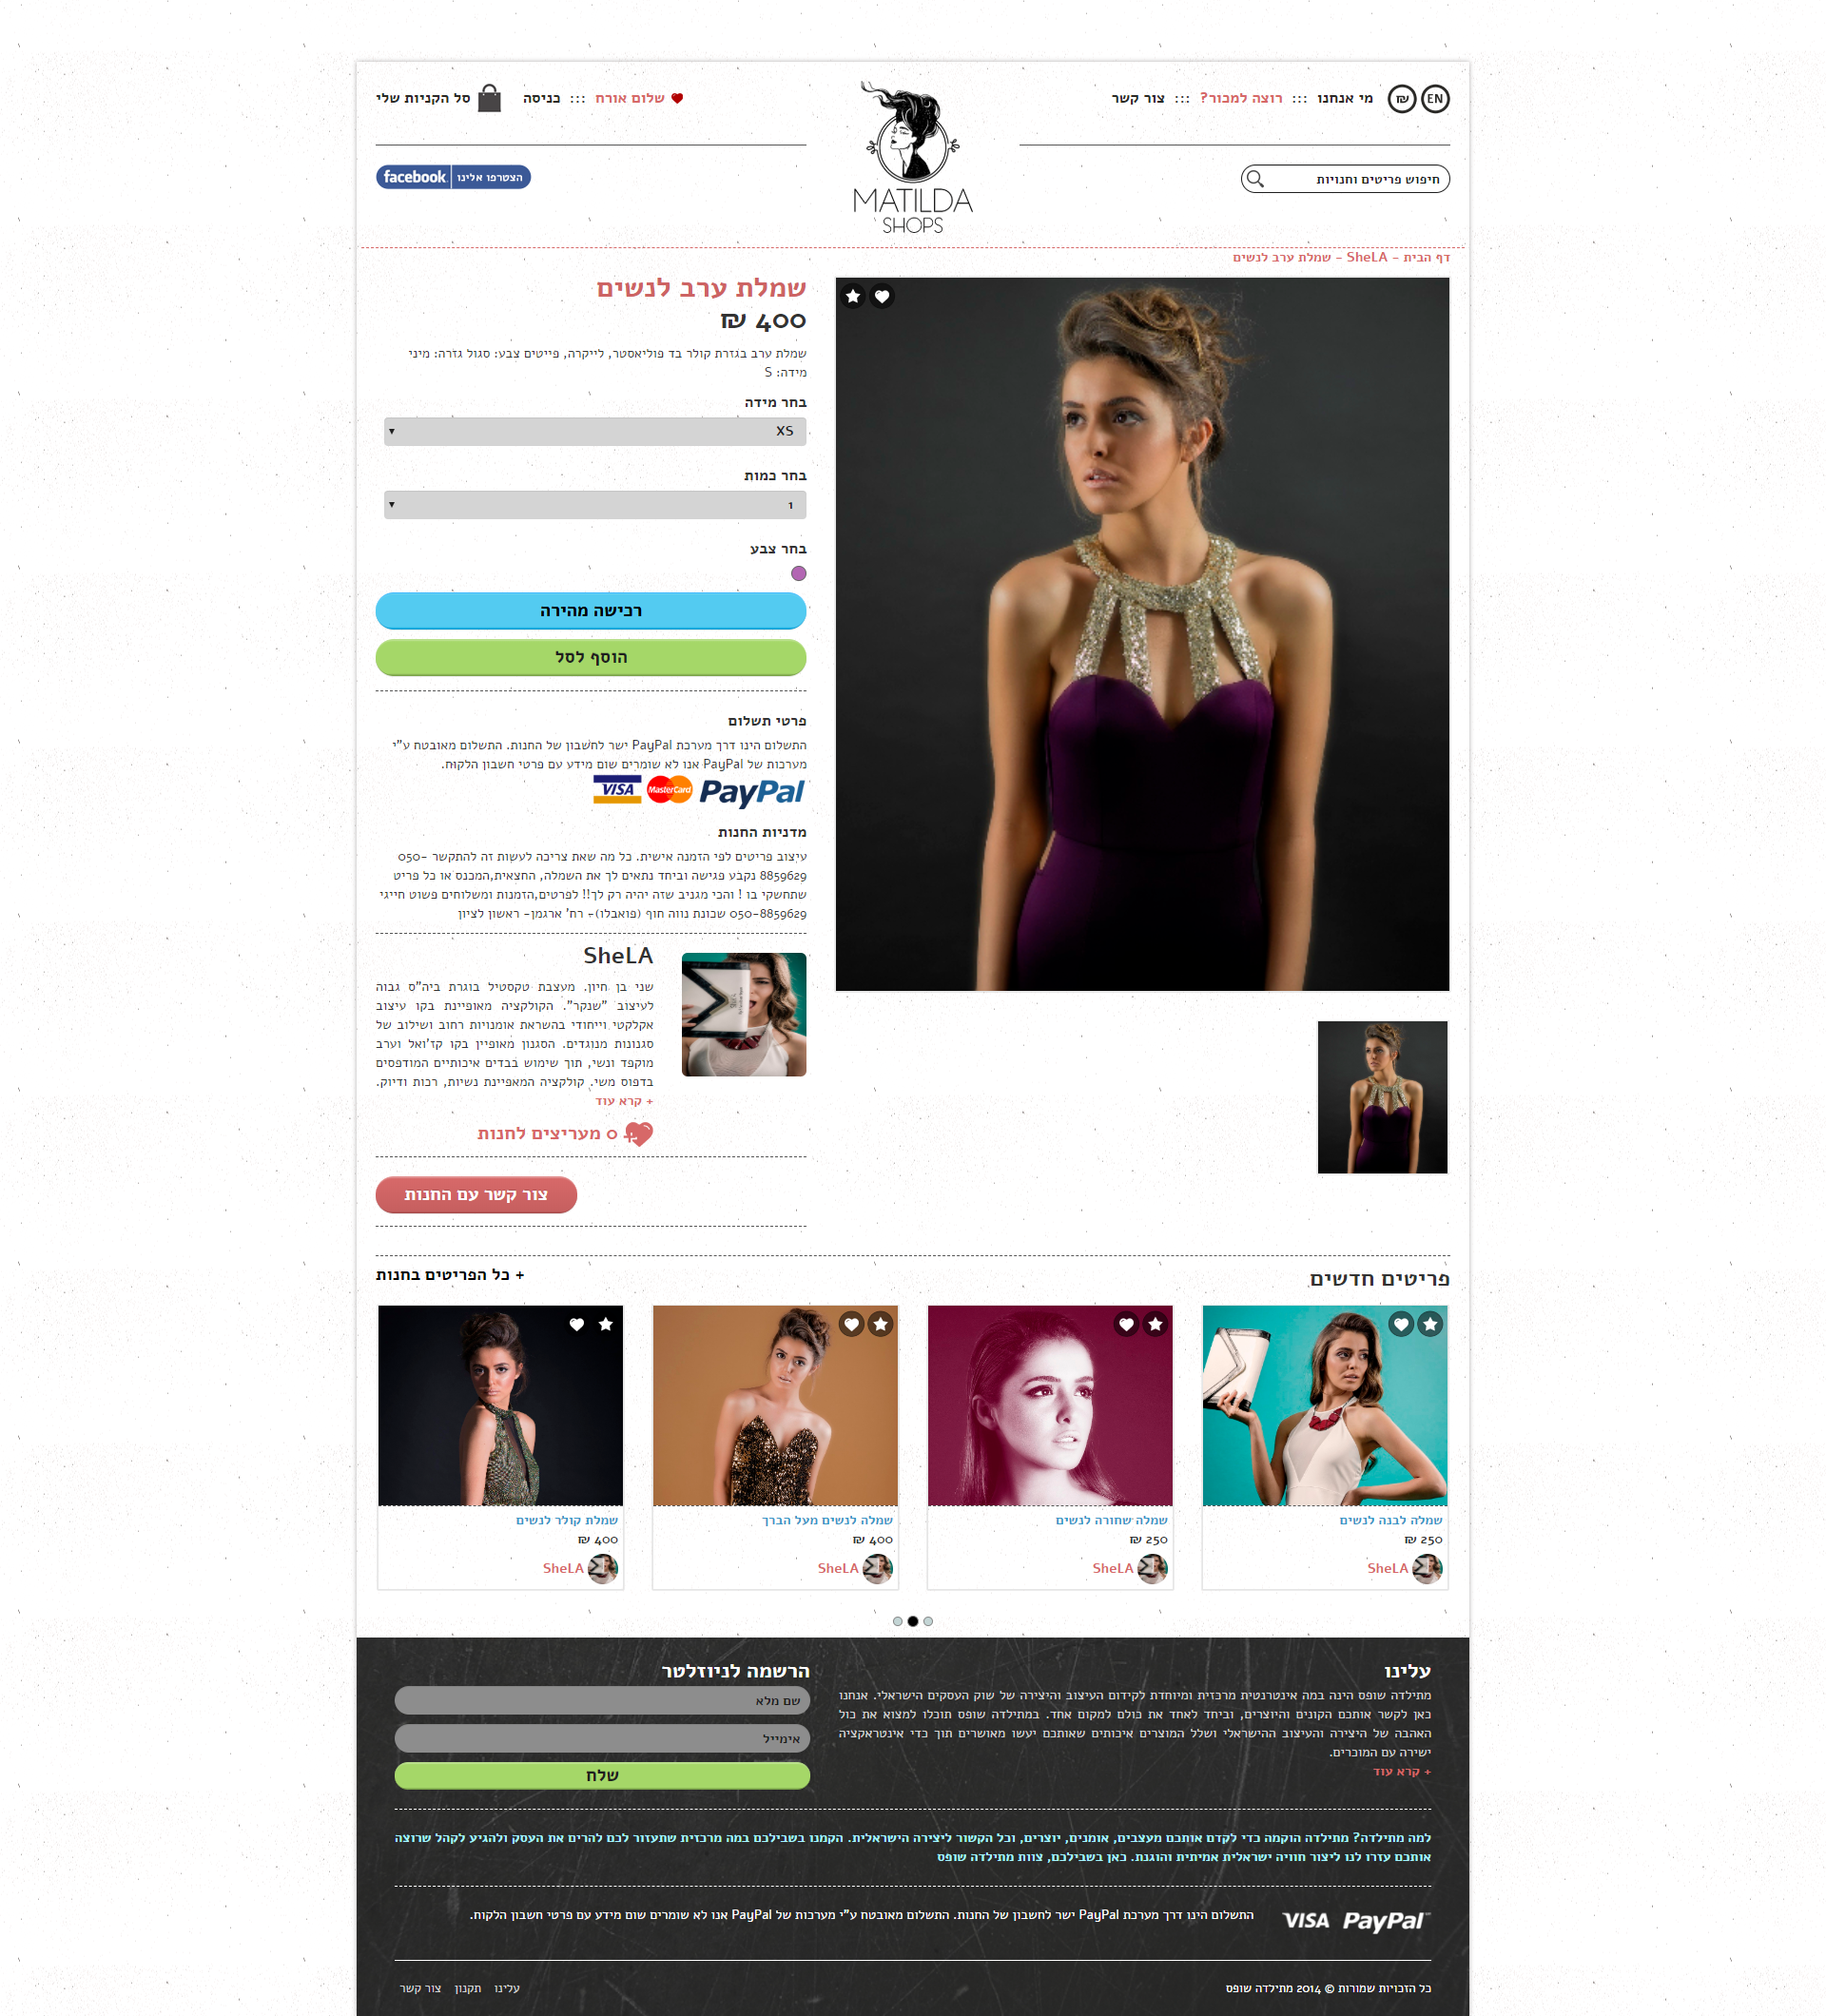 EN
₪
מי אנחנו ::: רוצה למכור? ::: צור קשר
שלום אורח ::: כניסה
סל הקניות שלי
MATILDA
SHOPS
חיפוש פריטים וחנויות
הצטרפו אלינו facebook
דף הבית - SheLA - שמלת ערב לנשים
שמלת ערב לנשים
400 ₪
שמלת ערב בגזרת קולר בד פוליאסטר, לייקרה, פייטים צבע: סגול גזרה: מיני
מידה: S
בחר מידה
XS
בחר כמות
1
בחר צבע
רכישה מהירה
הוסף לסל
פרטי תשלום
התשלום הינו דרך מערכת PayPal ישר לחשבון של החנות. התשלום מאובטח ע"י
מערכות של PayPal אנו לא שומרים שום מידע עם פרטי חשבון הלקוח.
PayPal MasterCard VISA
מדניות החנות
עיצוב פריטים לפי הזמנה אישית. כל מה שאת צריכה לעשות זה להתקשר 050-
8859629 נקבע פגישה וביחד נתאים לך את השמלה, החצאית,המכנס או כל פריט
שתחשקי בו ! והכי מגניב שזה יהיה רק לך!! לפרטים,הזמנות ומשלוחים פשוט חייגי
050-8859629 שכונת נווה חוף (פואבלו)- רח' ארגמן- ראשון לציון
SheLA
שני בן חיון. מעצבת טקסטיל בוגרת ביה"ס גבוה
לעיצוב "שנקר". הקולקציה מאופיינת בקו עיצוב
אקלקטי וייחודי בהשראת אומנויות רחוב ושילוב של
סגנונות מנוגדים. הסגנון מאופיין בקו קז'ואל וערב
מוקפד ונשי, תוך שימוש בבדים איכותיים המודפסים
בדפוס משי. קולקציה המאפיינת נשיות, רכות ודיוק.
+ קרא עוד
0 מעריצים לחנות
צור קשר עם החנות
פריטים חדשים
+ כל הפריטים בחנות
שמלה לבנה לנשים
250 ₪
SheLA
שמלה שחורה לנשים
250 ₪
SheLA
שמלה לנשים מעל הברך
400 ₪
SheLA
שמלת קולר לנשים
400 ₪
SheLA
עלינו
מתילדה שופס הינה במה אינטרנטית מרכזית ומיוחדת לקידום העיצוב והיצירה של שוק העסקים הישראלי. אנחנו
כאן לקשר אותכם הקונים והיוצרים, וביחד לאחד את כולם למקום אחד. במתילדה שופס תוכלו למצוא את כול
האהבה של היצירה והעיצוב ההישראלי ושלל המוצרים איכותים שאותכם יעשו מאושרים תוך כדי אינטראקציה
ישירה עם המוכרים.
+ קרא עוד
הרשמה לניוזלטר
שם מלא
אימייל
שלח
למה מתילדה? מתילדה הוקמה כדי לקדם אותכם מעצבים, אומנים, יוצרים, וכל הקשור ליצירה הישראלית. הקמנו בשבילכם במה מרכזית שתעזור לכם להרים את העסק ולהגיע לקהל שרוצה
אותכם עזרו לנו ליצור חוויה ישראלית אמיתית והוגנת. כאן בשבילכם, צוות מתילדה שופס
VISA PayPal
התשלום הינו דרך מערכת PayPal ישר לחשבון של החנות. התשלום מאובטח ע"י מערכות של PayPal אנו לא שומרים שום מידע עם פרטי חשבון הלקוח.
כל הזכויות שמורות © 2014 מתילדה שופס
עלינו תקנון צור קשר